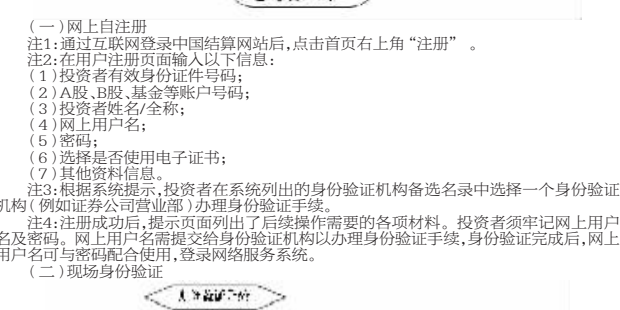 (一)网上自注册
注1:通过互联网登录中国结算网站后,点击首页右上角“注册” 。
注2:在用户注册页面输入以下信息:
(1)投资者有效身份证件号码;
(2)A股、B股、基金等账户号码;
(3)投资者姓名/全称;
(4)网上用户名;
(5)密码;
(6)选择是否使用电子证书;
(7)其他资料信息。
注3:根据系统提示,投资者在系统列出的身份验证机构备选名录中选择一个身份验证
机构(例如证券公司营业部)办理身份验证手续。
注4:注册成功后,提示页面列出了后续操作需要的各项材料。投资者须牢记网上用户
名及密码。网上用户名需提交给身份验证机构以办理身份验证手续,身份验证完成后,网上
用户名可与密码配合使用,登录网络服务系统。
(二)现场身份验证